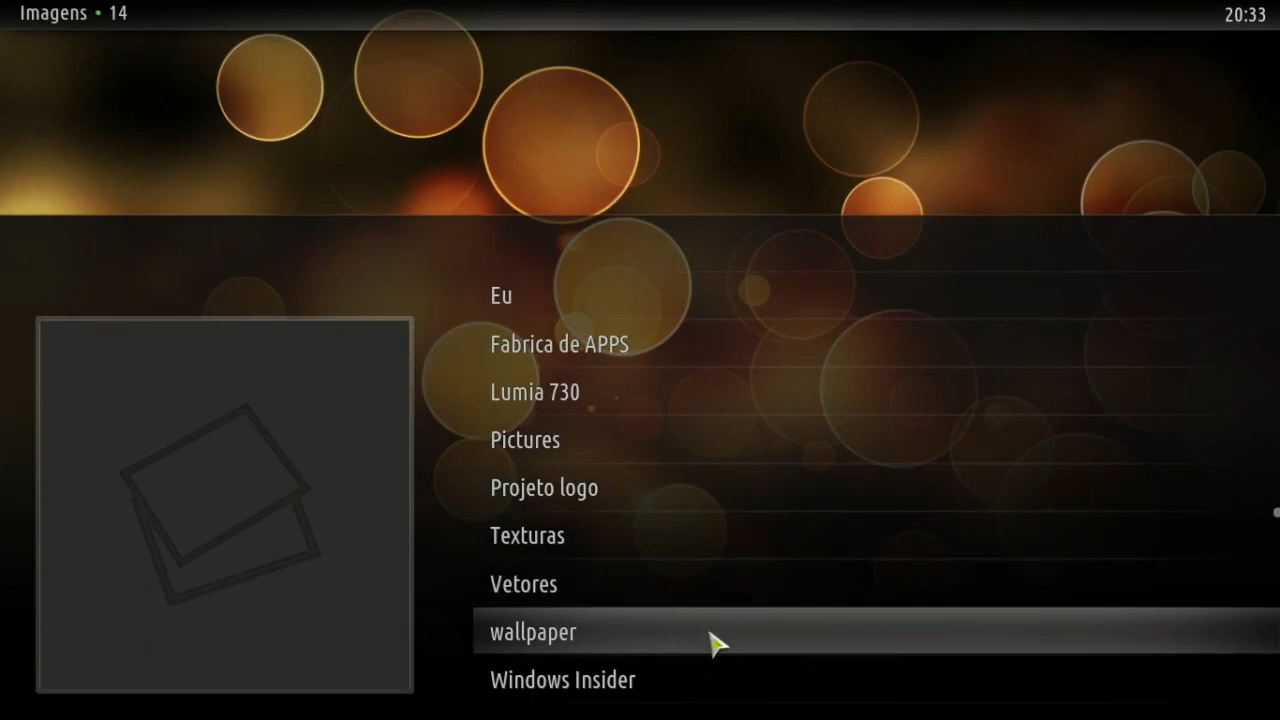 Imagens • 14
20:33
Eu
Fabrica de APPS
Lumia 730
Pictures
Projeto logo
Texturas
Vetores
wallpaper
Windows Insider